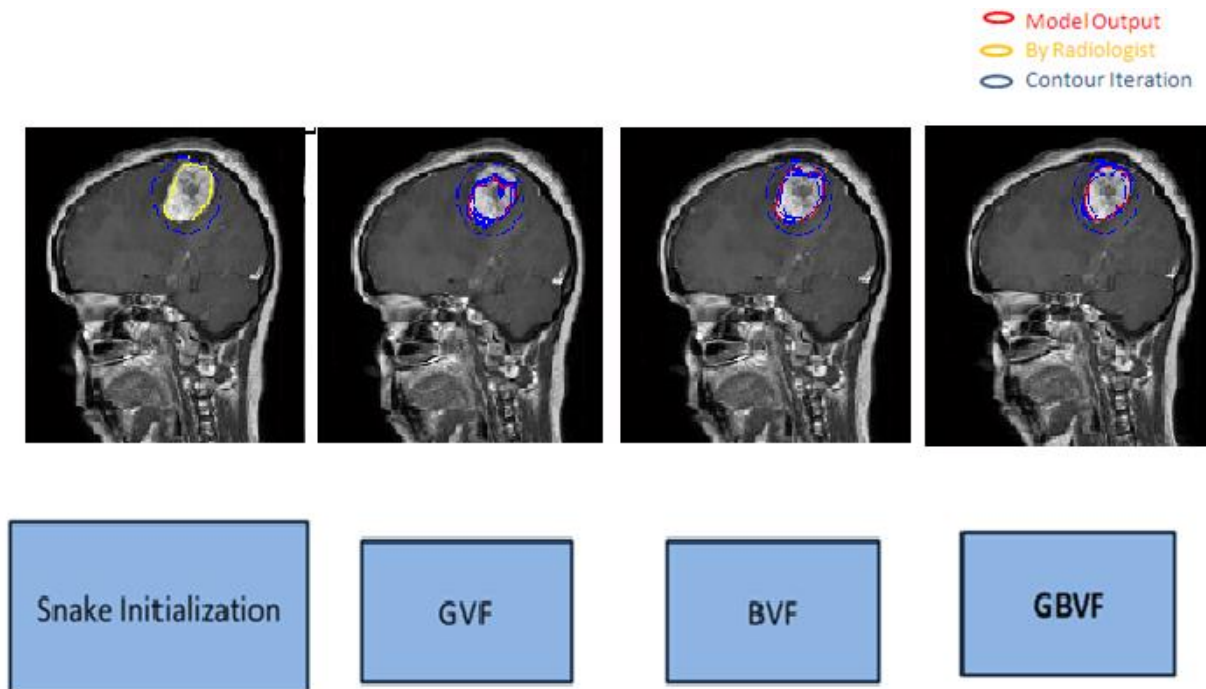 Model Output
By Radiologist
Contour Iteration
Snake Initialization
GVF
BVF
GBVF